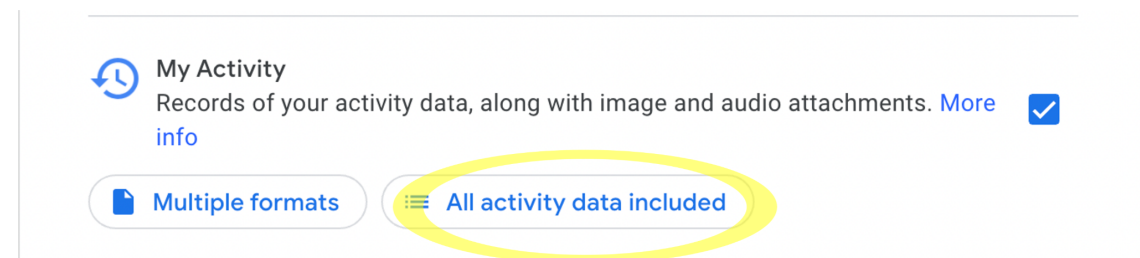 My Activity
Records of your activity data, along with image and audio attachments. More
info
Multiple formats
All activity data included